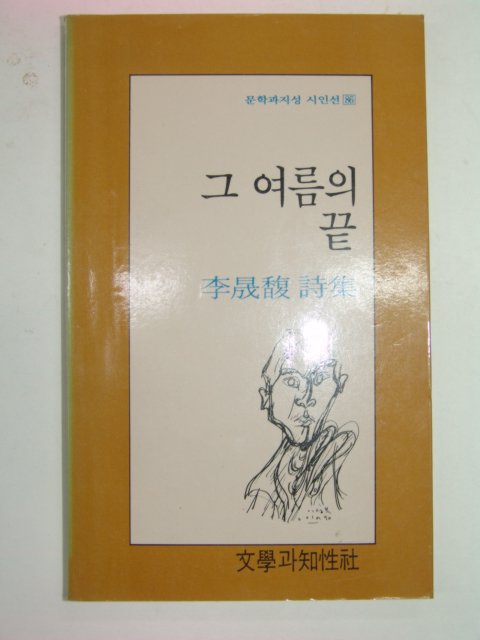 문학과지성 시인선 86
그 여름의
끝
李晟馥 詩集
文學과知性社